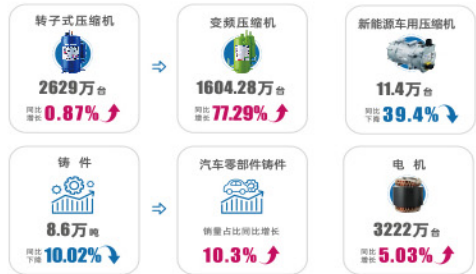 转子式压缩机
2629万台
同比增长 0.87%
变频压缩机
1604.28万台
同比增长 77.29%
新能源车用压缩机
11.4万台
同比下降 39.4%
铸件
8.6万吨
同比下降 10.02%
汽车零部件铸件
销量占比同比增长
10.3%
电机
3222万台
同比增长 5.03%